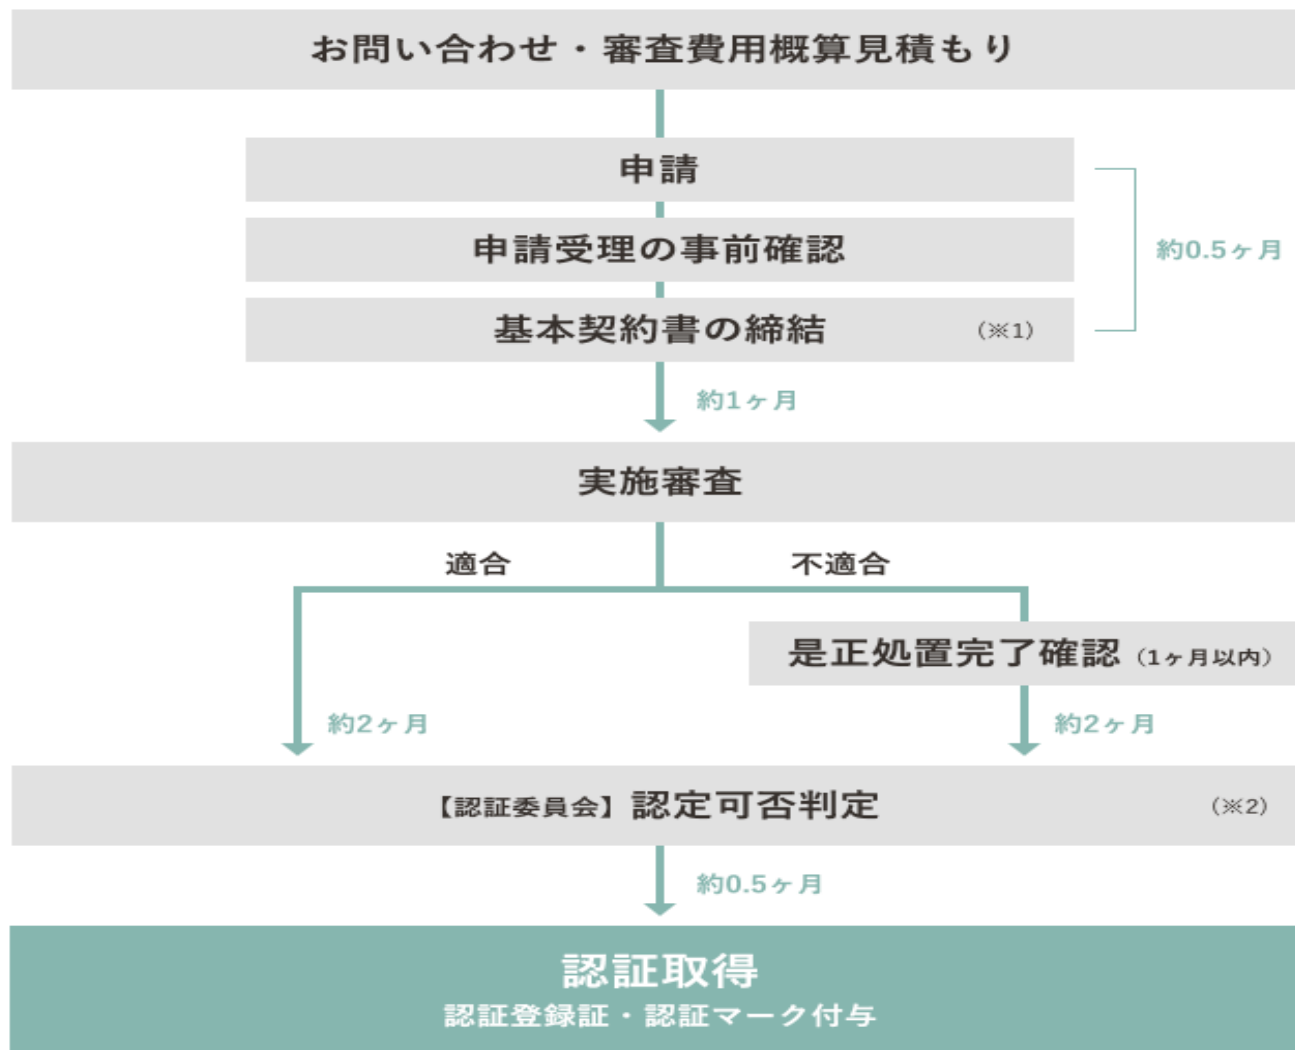 お問い合わせ・審査費用概算見積もり
申請
申請受理の事前確認
約0.5ヶ月
基本契約書の締結 （※1）
約1ヶ月
実施審査
適合 不適合
是正処置完了確認（1ヶ月以内）
約2ヶ月 約2ヶ月
【認証委員会】認定可否判定 （※2）
約0.5ヶ月
認証取得
認証登録証・認証マーク付与